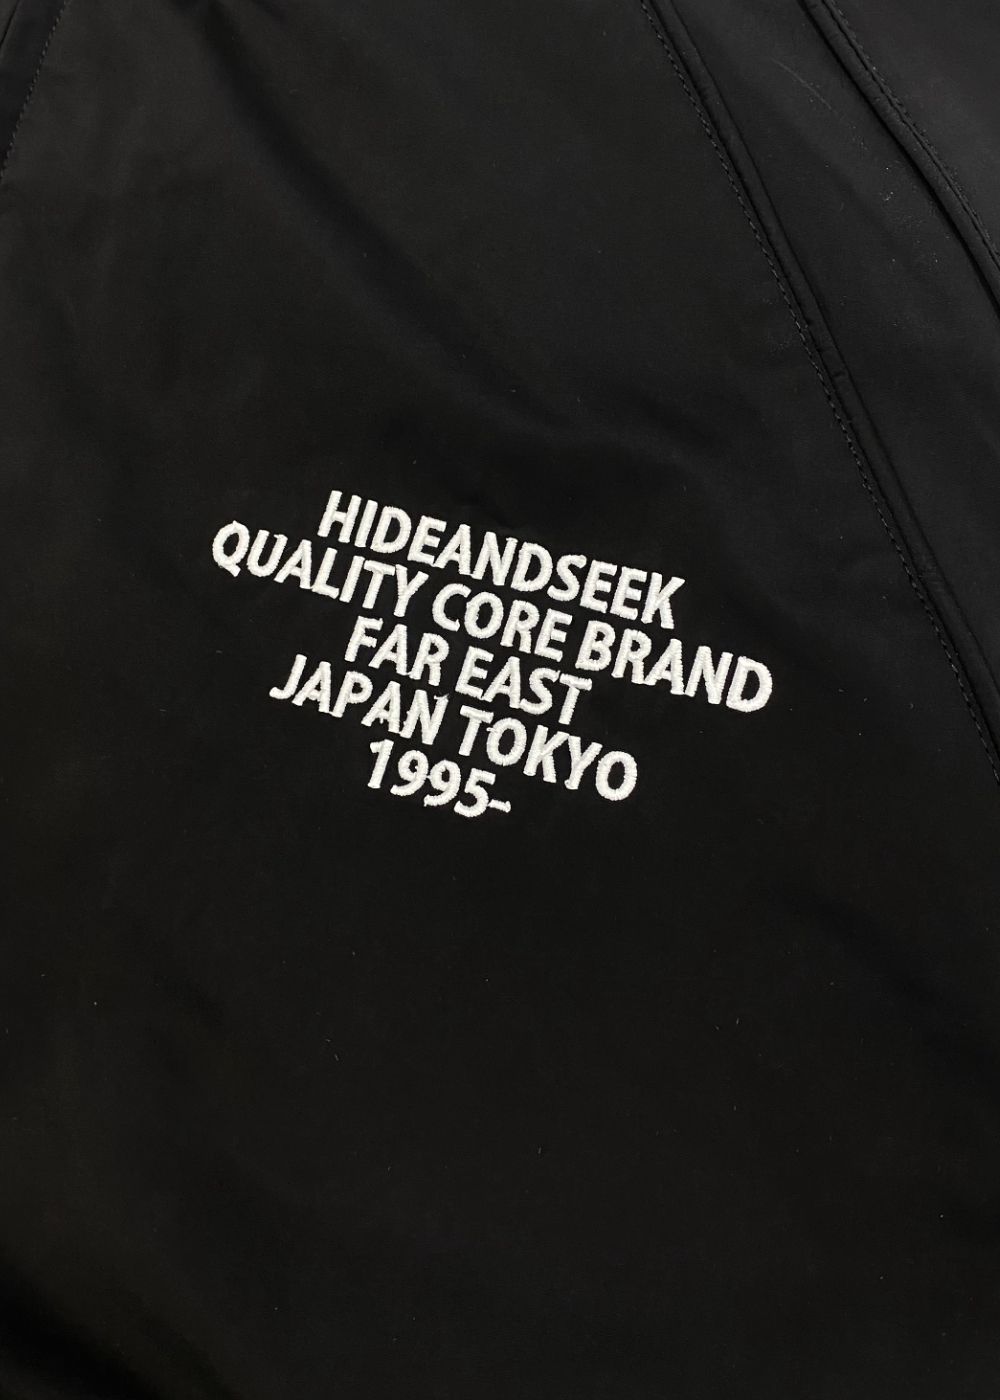 HIDEANDSEEK
QUALITY CORE BRAND
FAR EAST
JAPAN TOKYO
1995-